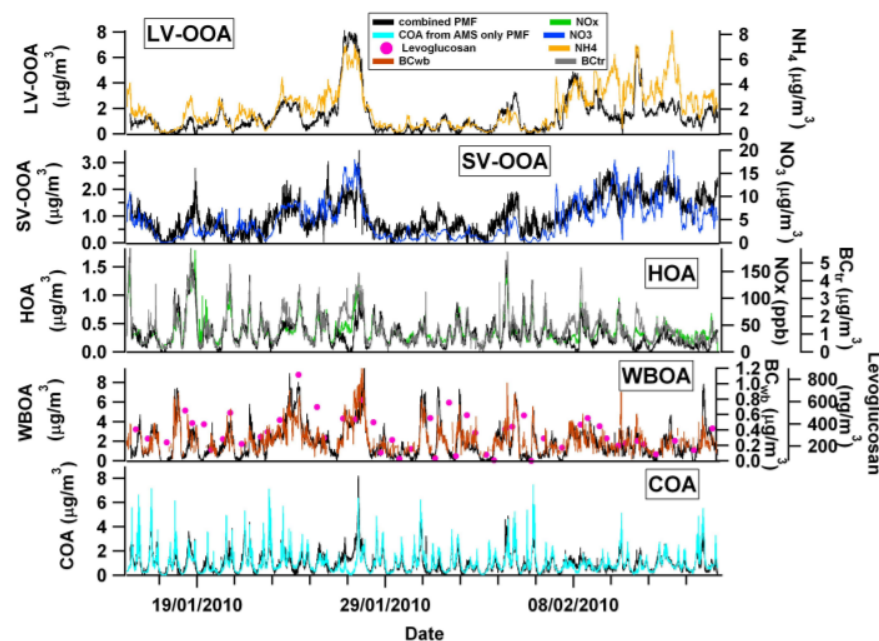 LV-OOA
combined PMF
COA from AMS only PMF
Levoglucosan
BCwb
NOx
NO3
NH4
BCtr
LV-OOA
(µg/m³)
8
6
4
2
0
8
6
4
2
0
NH₄ (µg/m³)
SV-OOA
SV-OOA
(µg/m³)
3.0
2.0
1.0
0.0
20
15
10
5
0
NO₃ (µg/m³)
HOA
HOA
(µg/m³)
1.5
1.0
0.5
0.0
150
100
50
0
NOx (ppb)
5
4
3
2
1
0
BCtr (µg/m³)
WBOA
WBOA
(µg/m³)
8
6
4
2
0
1.2
1.0
0.8
0.6
0.4
0.2
0.0
BCwb
(µg/m³)
800
600
400
200
Levoglucosan
(ng/m³)
COA
COA (µg/m³)
8
6
4
2
0
19/01/2010
29/01/2010
08/02/2010
Date